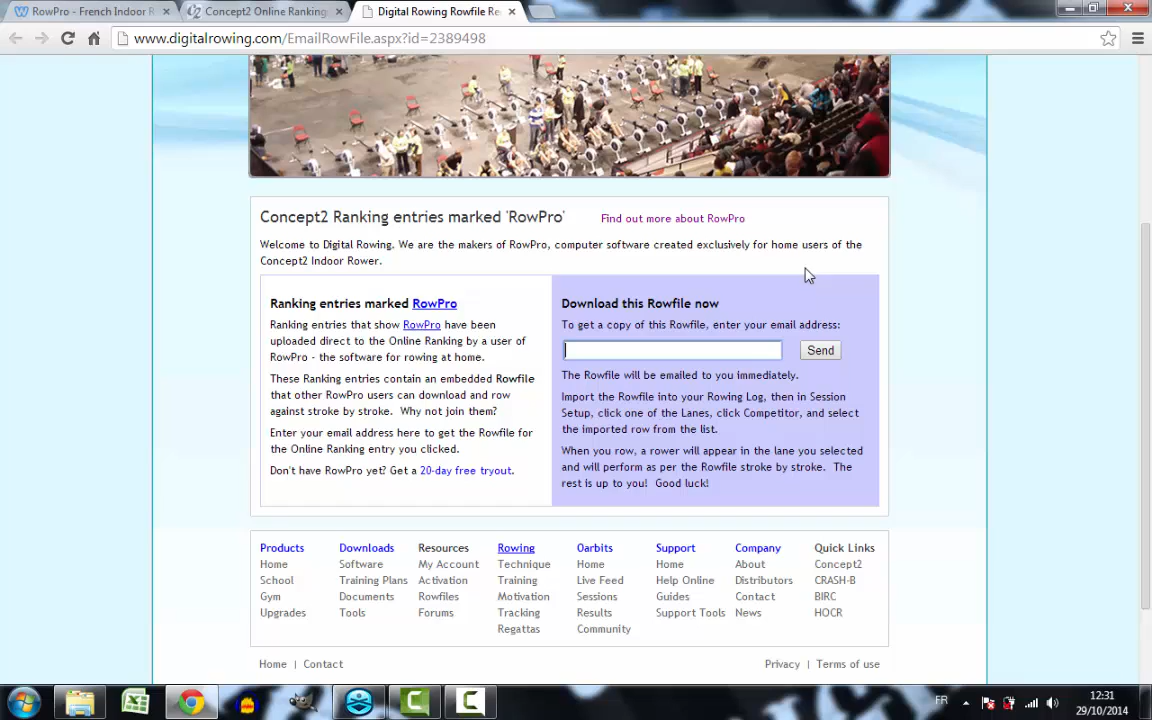 RowPro - French Indoor R
Concept2 Online Ranking
Digital Rowing Rowfile Re
www.digitalrowing.com/EmailRowFile.aspx?id=2389498
Concept2 Ranking entries marked 'RowPro'
Find out more about RowPro
Welcome to Digital Rowing. We are the makers of RowPro, computer software created exclusively for home users of the
Concept2 Indoor Rower.
Ranking entries marked RowPro
Ranking entries that show RowPro have been
uploaded direct to the Online Ranking by a user of
RowPro - the software for rowing at home.
These Ranking entries contain an embedded Rowfile
that other RowPro users can download and row
against stroke by stroke. Why not join them?
Enter your email address here to get the Rowfile for
the Online Ranking entry you clicked.
Don't have RowPro yet? Get a 20-day free tryout.
Download this Rowfile now
To get a copy of this Rowfile, enter your email address:
Send
The Rowfile will be emailed to you immediately.
Import the Rowfile into your Rowing Log, then in Session
Setup, click one of the Lanes, click Competitor, and select
the imported row from the list.
When you row, a rower will appear in the lane you selected
and will perform as per the Rowfile stroke by stroke. The
rest is up to you! Good luck!
Products Downloads Resources Rowing Oarbits Support Company Quick Links
Home Software My Account Technique Home Home About Concept2
School Training Plans Activation Training Live Feed Help Online Distributors CRASH-B
Gym Documents Rowfiles Motivation Sessions Guides Contact BIRC
Upgrades Tools Forums Tracking Results Support Tools News HOCR
Regattas Community
Home | Contact
Privacy | Terms of use
FR
12:31
29/10/2014